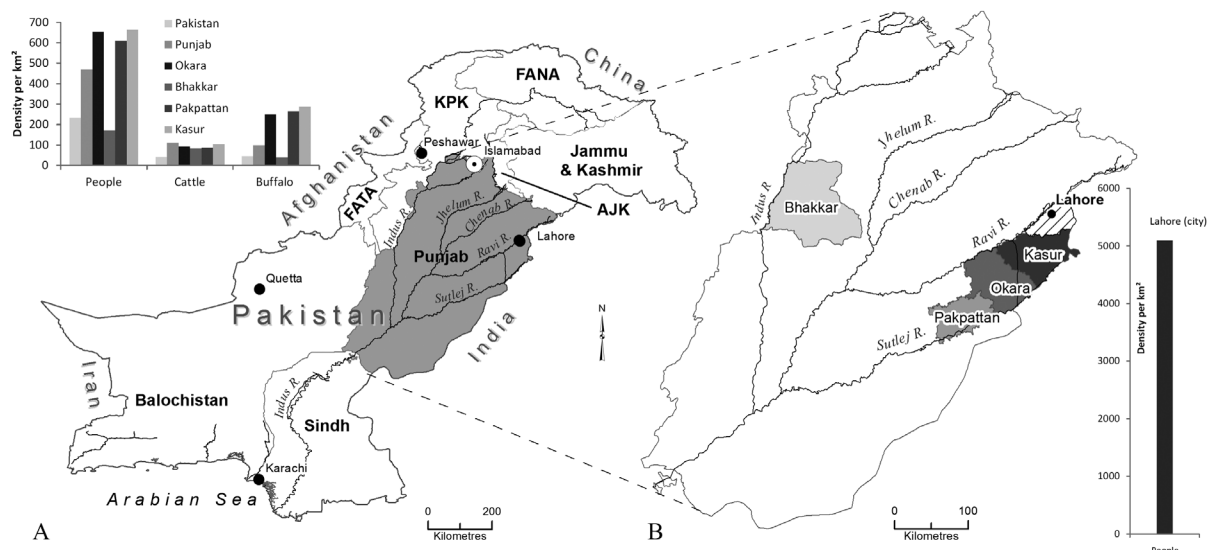 700
600
500
400
300
200
100
0
Density per km²
Pakistan
Punjab
Okara
Bhakkar
Pakpattan
Kasur
People
Cattle
Buffalo
China
FANA
KPK
Afghanistan
Peshawar
Islamabad
Jammu
& Kashmir
FATA
AJK
Indus R.
Jhelum R.
Chenab R.
Ravi R.
Lahore
Punjab
Sutlej R.
Quetta
Pakistan
India
N
Iran
Balochistan
Indus R.
Sindh
Karachi
Arabian Sea
A
0
200
Kilometres
Jhelum R.
Chenab R.
Indus R
Bhakkar
Lahore
Ravi R.
Kasur
Okara
Pakpattan
Sutlej R.
B
0
100
Kilometres
6000
5000
4000
3000
2000
1000
0
Density per km²
Lahore (city)
People